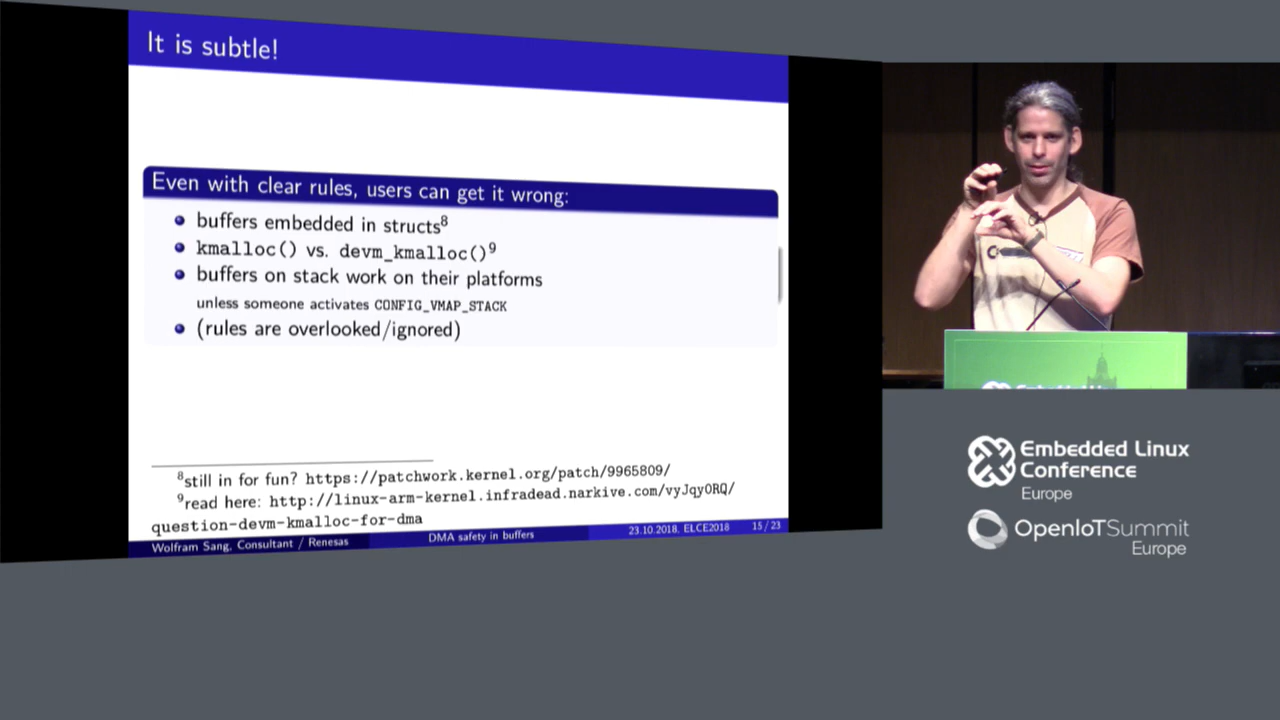 It is subtle!
Even with clear rules, users can get it wrong:
buffers embedded in structs8
kmalloc() vs. devm_kmalloc()9
buffers on stack work on their platforms
unless someone activates CONFIG_VMAP_STACK
(rules are overlooked/ignored)
8still in for fun? https://patchwork.kernel.org/patch/9965809/
9read here: http://linux-arm-kernel.infradead.narkive.com/vyJqyORQ/
question-devm-kmalloc-for-dma
Wolfram Sang, Consultant / Renesas
DMA safety in buffers
23.10.2018, ELCE2018
15 / 23
Embedded Linux
Conference
Europe
OpenIoTSummit
Europe